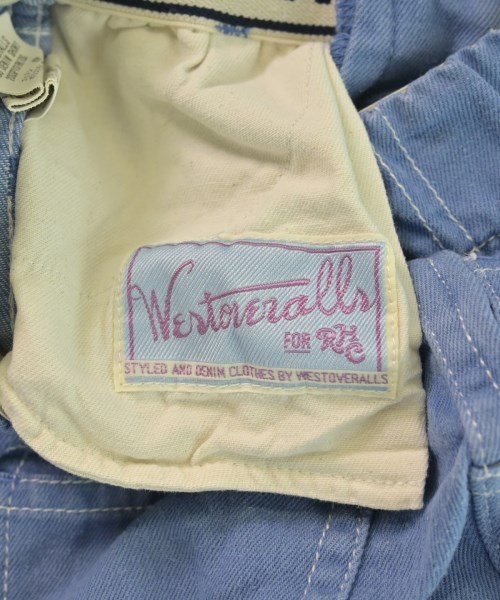 Westoveralls
FOR RHC
STYLED AND DENIM CLOTHES BY WESTOVERALLS